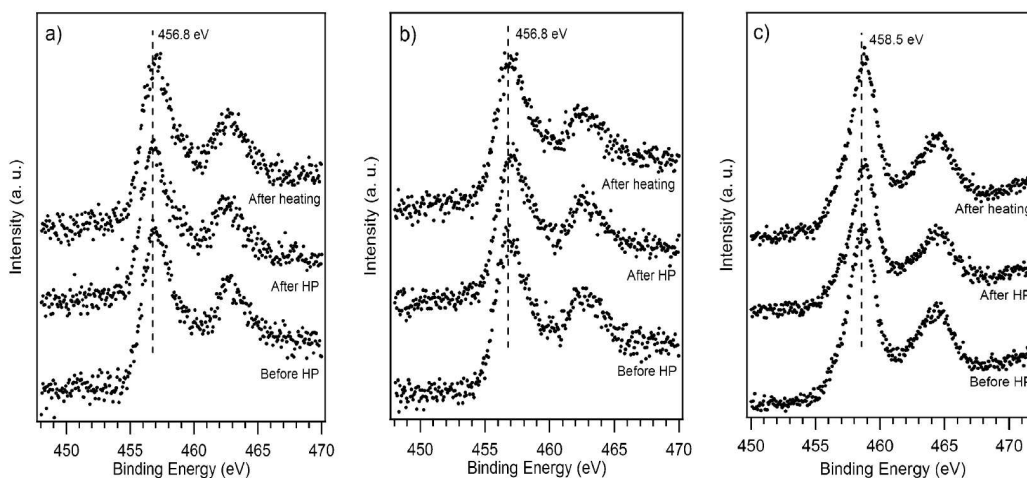 a)
456.8 eV
After heating
After HP
Before HP
Intensity (a. u.)
450 455 460 465 470
Binding Energy (eV)
b)
456.8 eV
After heating
After HP
Before HP
Intensity (a. u.)
450 455 460 465 470
Binding Energy (eV)
c)
458.5 eV
After heating
After HP
Before HP
Intensity (a. u.)
450 455 460 465 470
Binding Energy (eV)